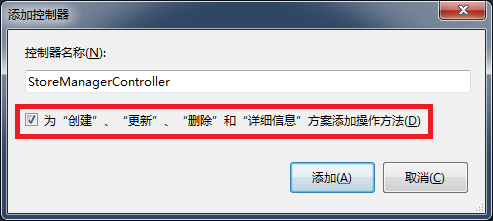 添加控制器
控制器名称(N):
StoreManagerController
为“创建”、“更新”、“删除”和“详细信息”方案添加操作方法(D)
添加(A) 取消(C)